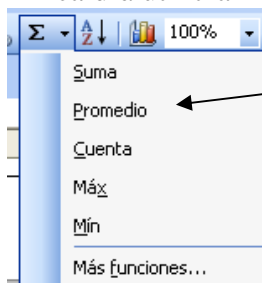 Σ A Z 100%
Suma
Promedio
Cuenta
Máx
Mín
Más funciones...